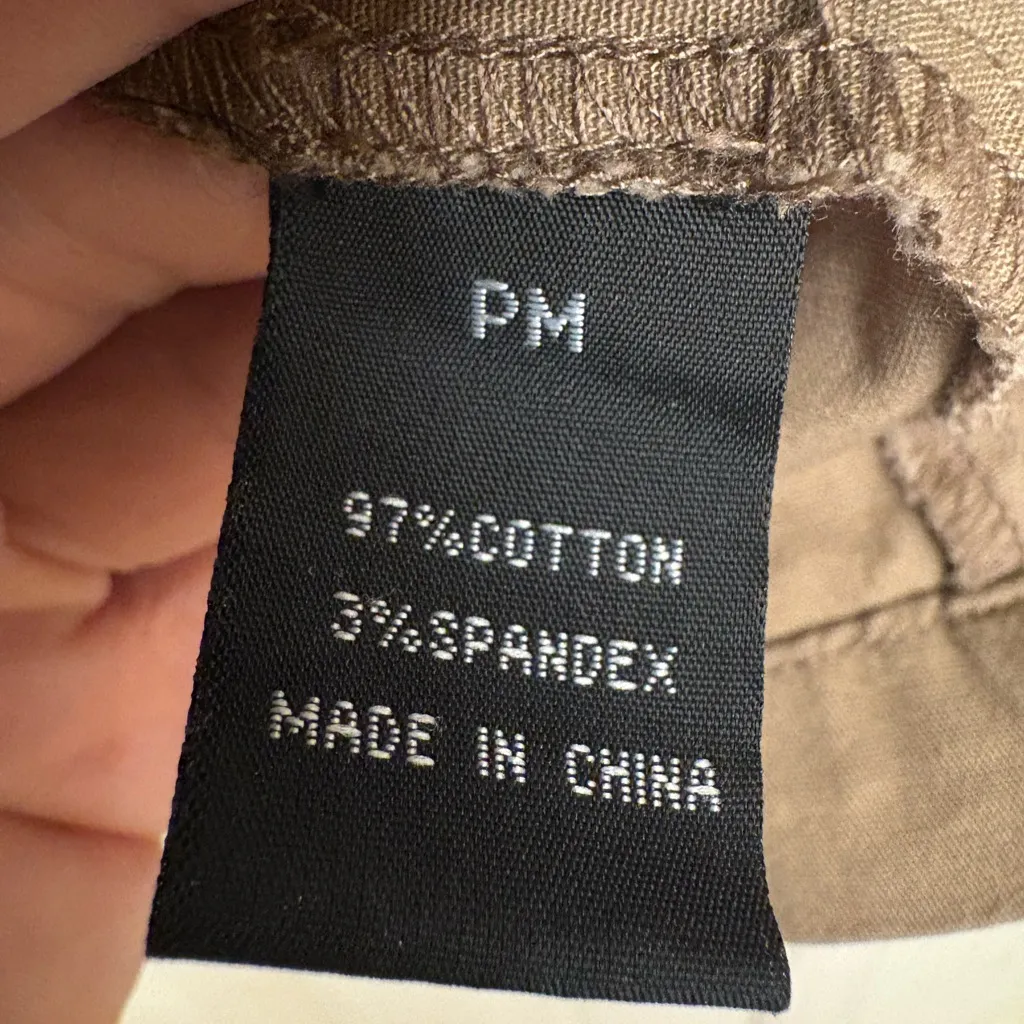 PM
97%COTTON
3%SPANDEX
MADE IN CHINA